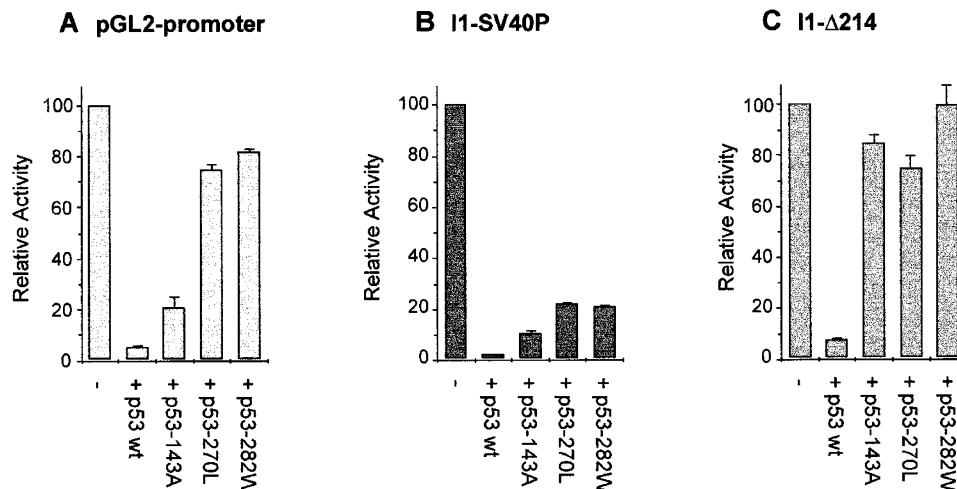 A pGL2-promoter
Relative Activity
100
80
60
40
20
0
-
+ p53 wt
+ p53-143A
+ p53-270L
+ p53-282W
B I1-SV40P
Relative Activity
100
80
60
40
20
0
-
+ p53 wt
+ p53-143A
+ p53-270L
+ p53-282W
C I1-Δ214
Relative Activity
100
80
60
40
20
0
-
+ p53 wt
+ p53-143A
+ p53-270L
+ p53-282W